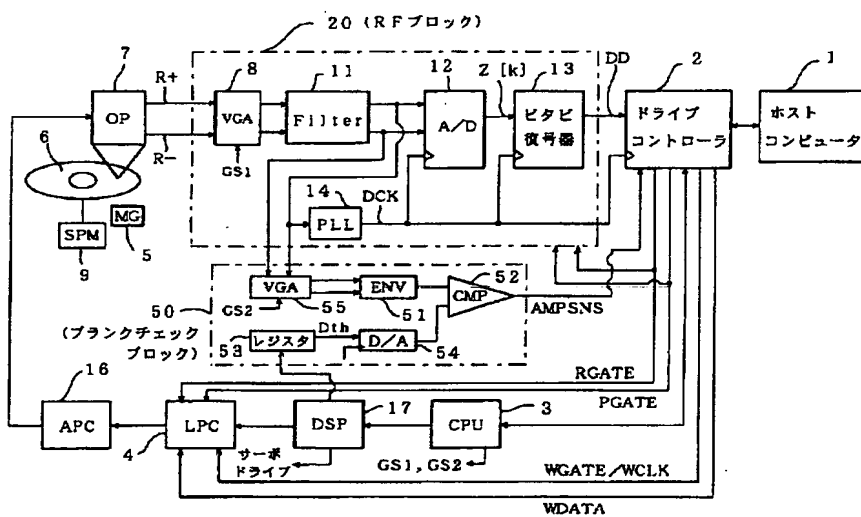 20 (RFブロック)
7
R+
8
11
12
Z [k]
13
DD
2
1
OP
VGA
Filter
A/D
ビタビ
復号器
ドライブ
コントローラ
ホスト
コンピュータ
6
R-
GS1
14
DCK
PLL
MG
5
SPM
9
50
(ブランクチェック
ブロック)
VGA
55
GS2
ENV
51
52
CMP
AMPSNS
53
レジスタ
Dth
D/A
54
RGATE
PGATE
16
APC
LPC
4
DSP
17
CPU
3
サーボ
ドライブ
GS1, GS2
WGATE/WCLK
WDATA